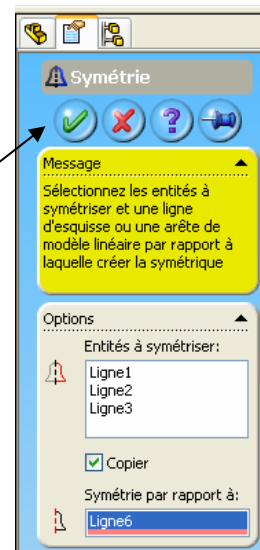 Symétrie
?
Message
Sélectionnez les entités à
symétriser et une ligne
d'esquisse ou une arête de
modèle linéaire par rapport à
laquelle créer la symétrique
Options
Entités à symétriser:
Ligne1
Ligne2
Ligne3
Copier
Symétrie par rapport à:
Ligne6